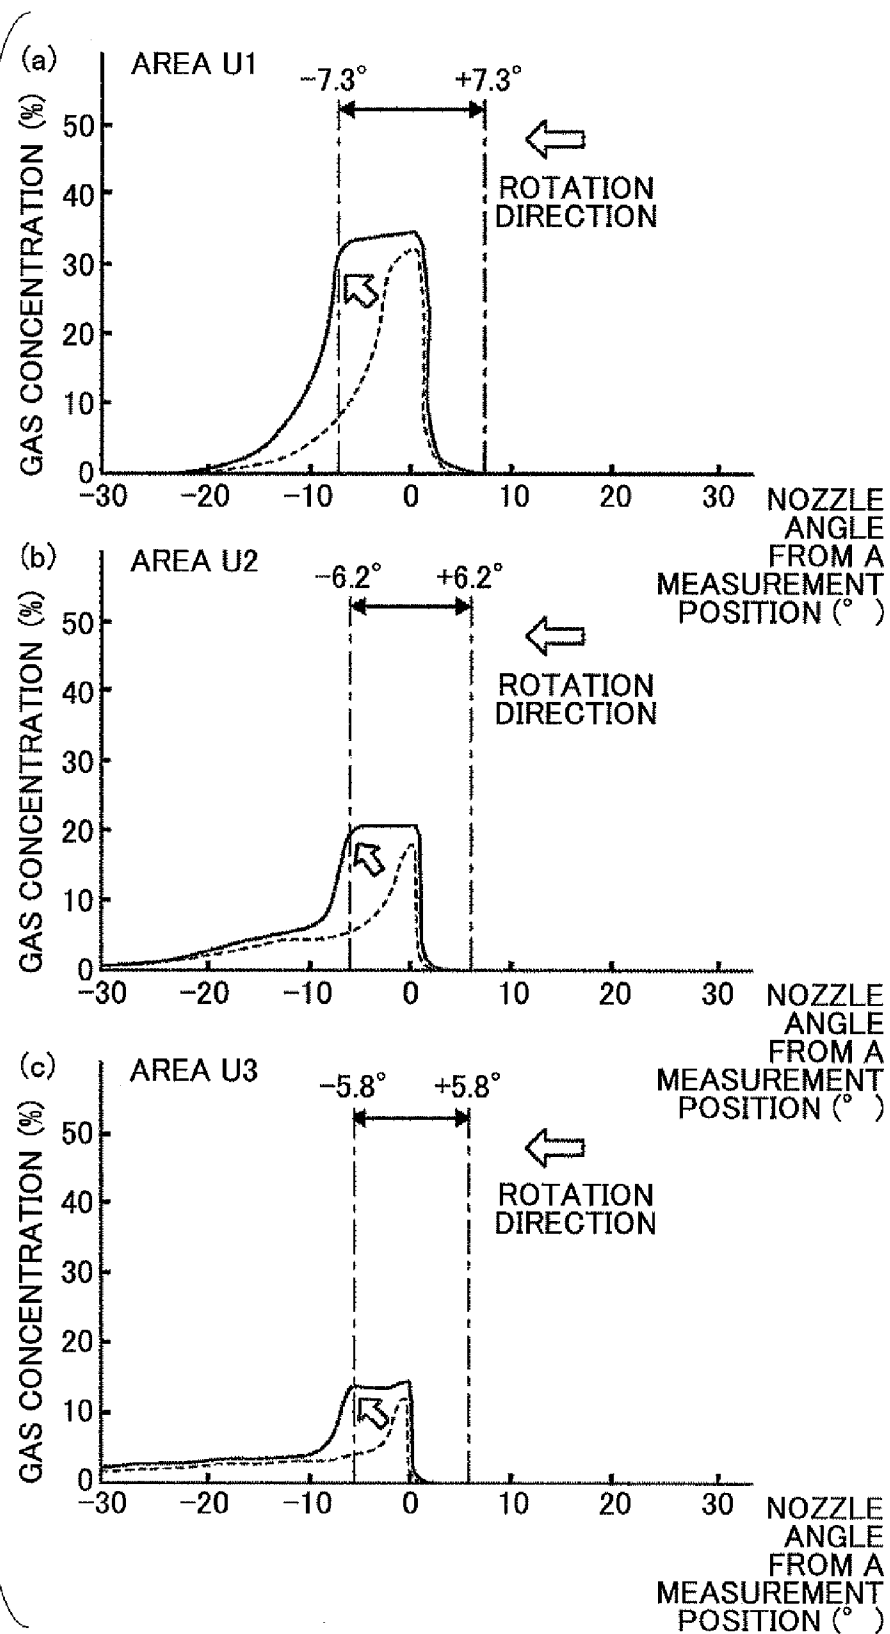 (a) AREA U1
−7.3° +7.3°
GAS CONCENTRATION (%)
50
40
30
20
10
0
ROTATION
DIRECTION
−30 −20 −10 0 10 20 30
NOZZLE
ANGLE
FROM A
MEASUREMENT
POSITION (° )
(b) AREA U2
−6.2° +6.2°
GAS CONCENTRATION (%)
50
40
30
20
10
0
ROTATION
DIRECTION
−30 −20 −10 0 10 20 30
NOZZLE
ANGLE
FROM A
MEASUREMENT
POSITION (° )
(c) AREA U3
−5.8° +5.8°
GAS CONCENTRATION (%)
50
40
30
20
10
0
ROTATION
DIRECTION
−30 −20 −10 0 10 20 30
NOZZLE
ANGLE
FROM A
MEASUREMENT
POSITION (° )